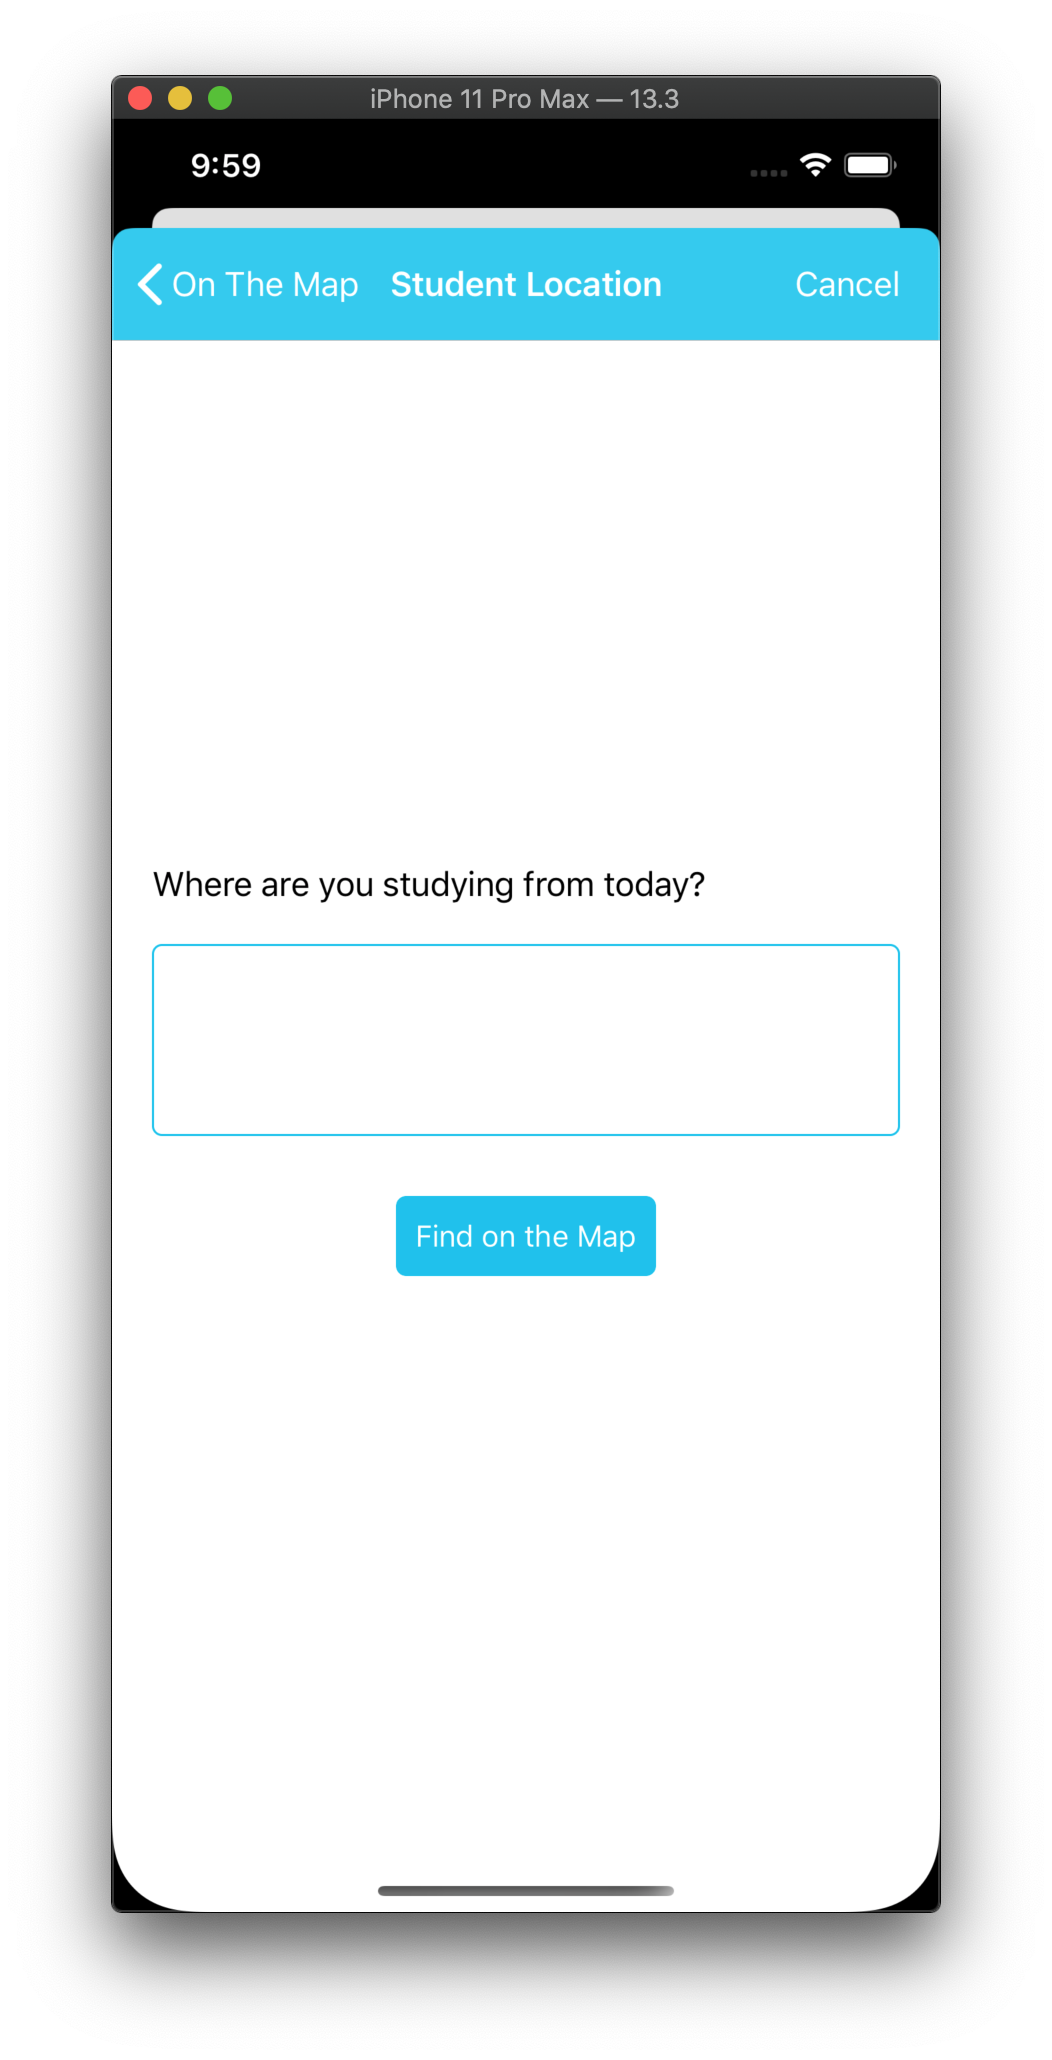 iPhone 11 Pro Max — 13.3
9:59
On The Map Student Location Cancel
Where are you studying from today?
Find on the Map